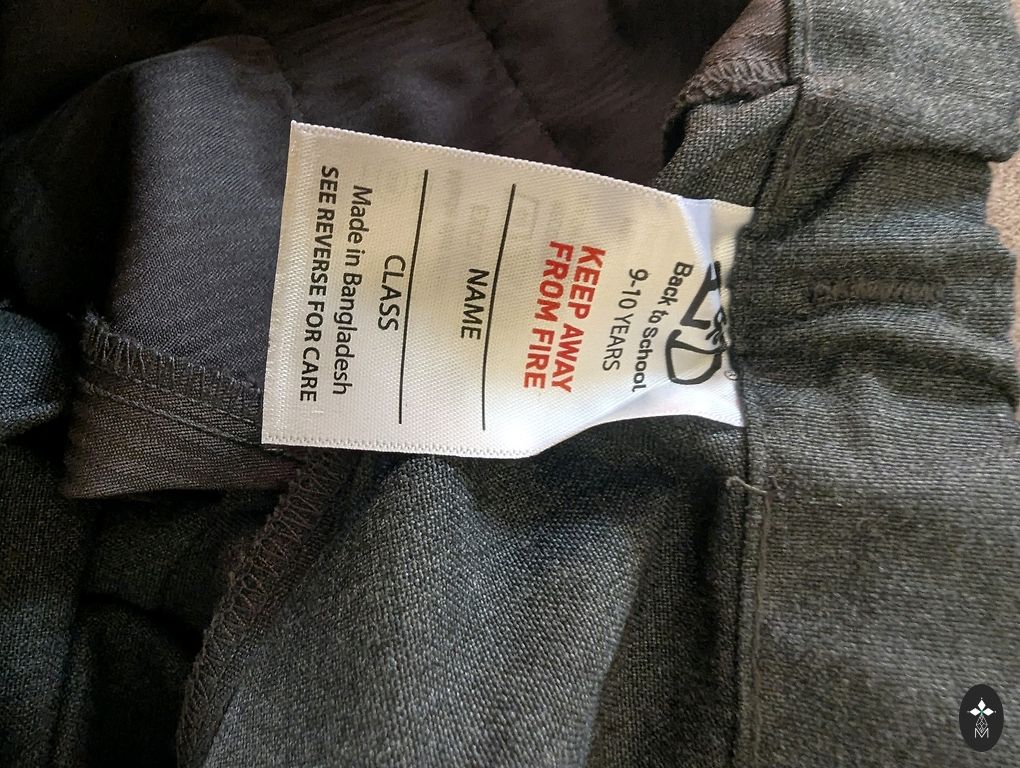 Back to School
9-10 YEARS
KEEP AWAY
FROM FIRE
NAME
CLASS
Made in Bangladesh
SEE REVERSE FOR CARE
M